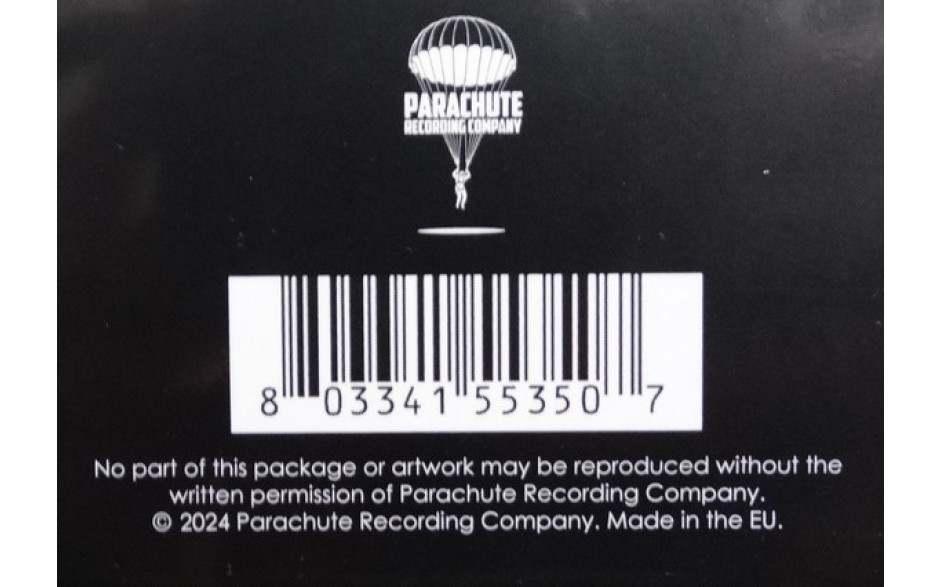 PARACHUTE
RECORDING COMPANY
8 03341 55350 7
No part of this package or artwork may be reproduced without the
written permission of Parachute Recording Company.
© 2024 Parachute Recording Company. Made in the EU.